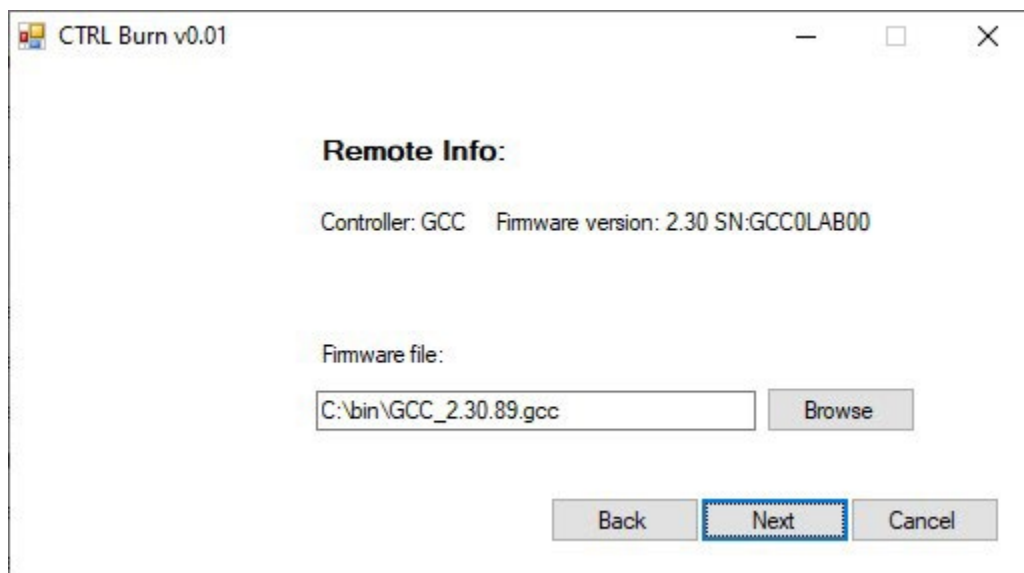 CTRL Burn v0.01
Remote Info:
Controller: GCC Firmware version: 2.30 SN:GCC0LAB00
Firmware file:
C:\bin\GCC_2.30.89.gcc Browse
Back Next Cancel